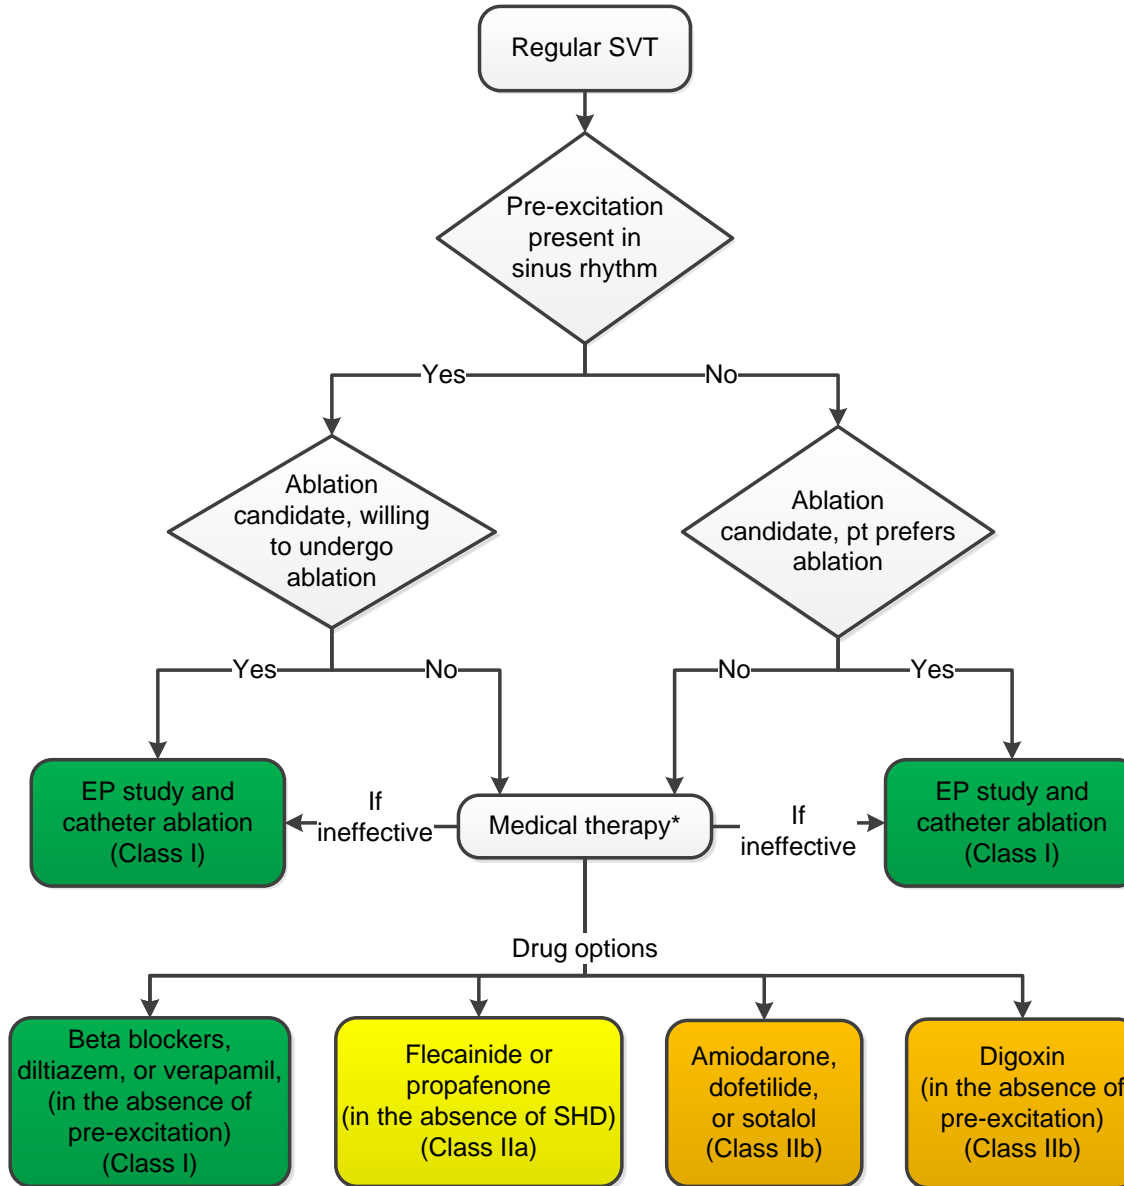 Regular SVT
Pre-excitation
present in
sinus rhythm
Yes
No
Ablation
candidate, willing
to undergo
ablation
Ablation
candidate, pt prefers
ablation
Yes
No
No
Yes
EP study and
catheter ablation
(Class I)
If
ineffective
Medical therapy*
If
ineffective
EP study and
catheter ablation
(Class I)
Drug options
Beta blockers,
diltiazem, or verapamil,
(in the absence of
pre-excitation)
(Class I)
Flecainide or
propafenone
(in the absence of SHD)
(Class IIa)
Amiodarone,
dofetilide,
or sotalol
(Class IIb)
Digoxin
(in the absence of
pre-excitation)
(Class IIb)